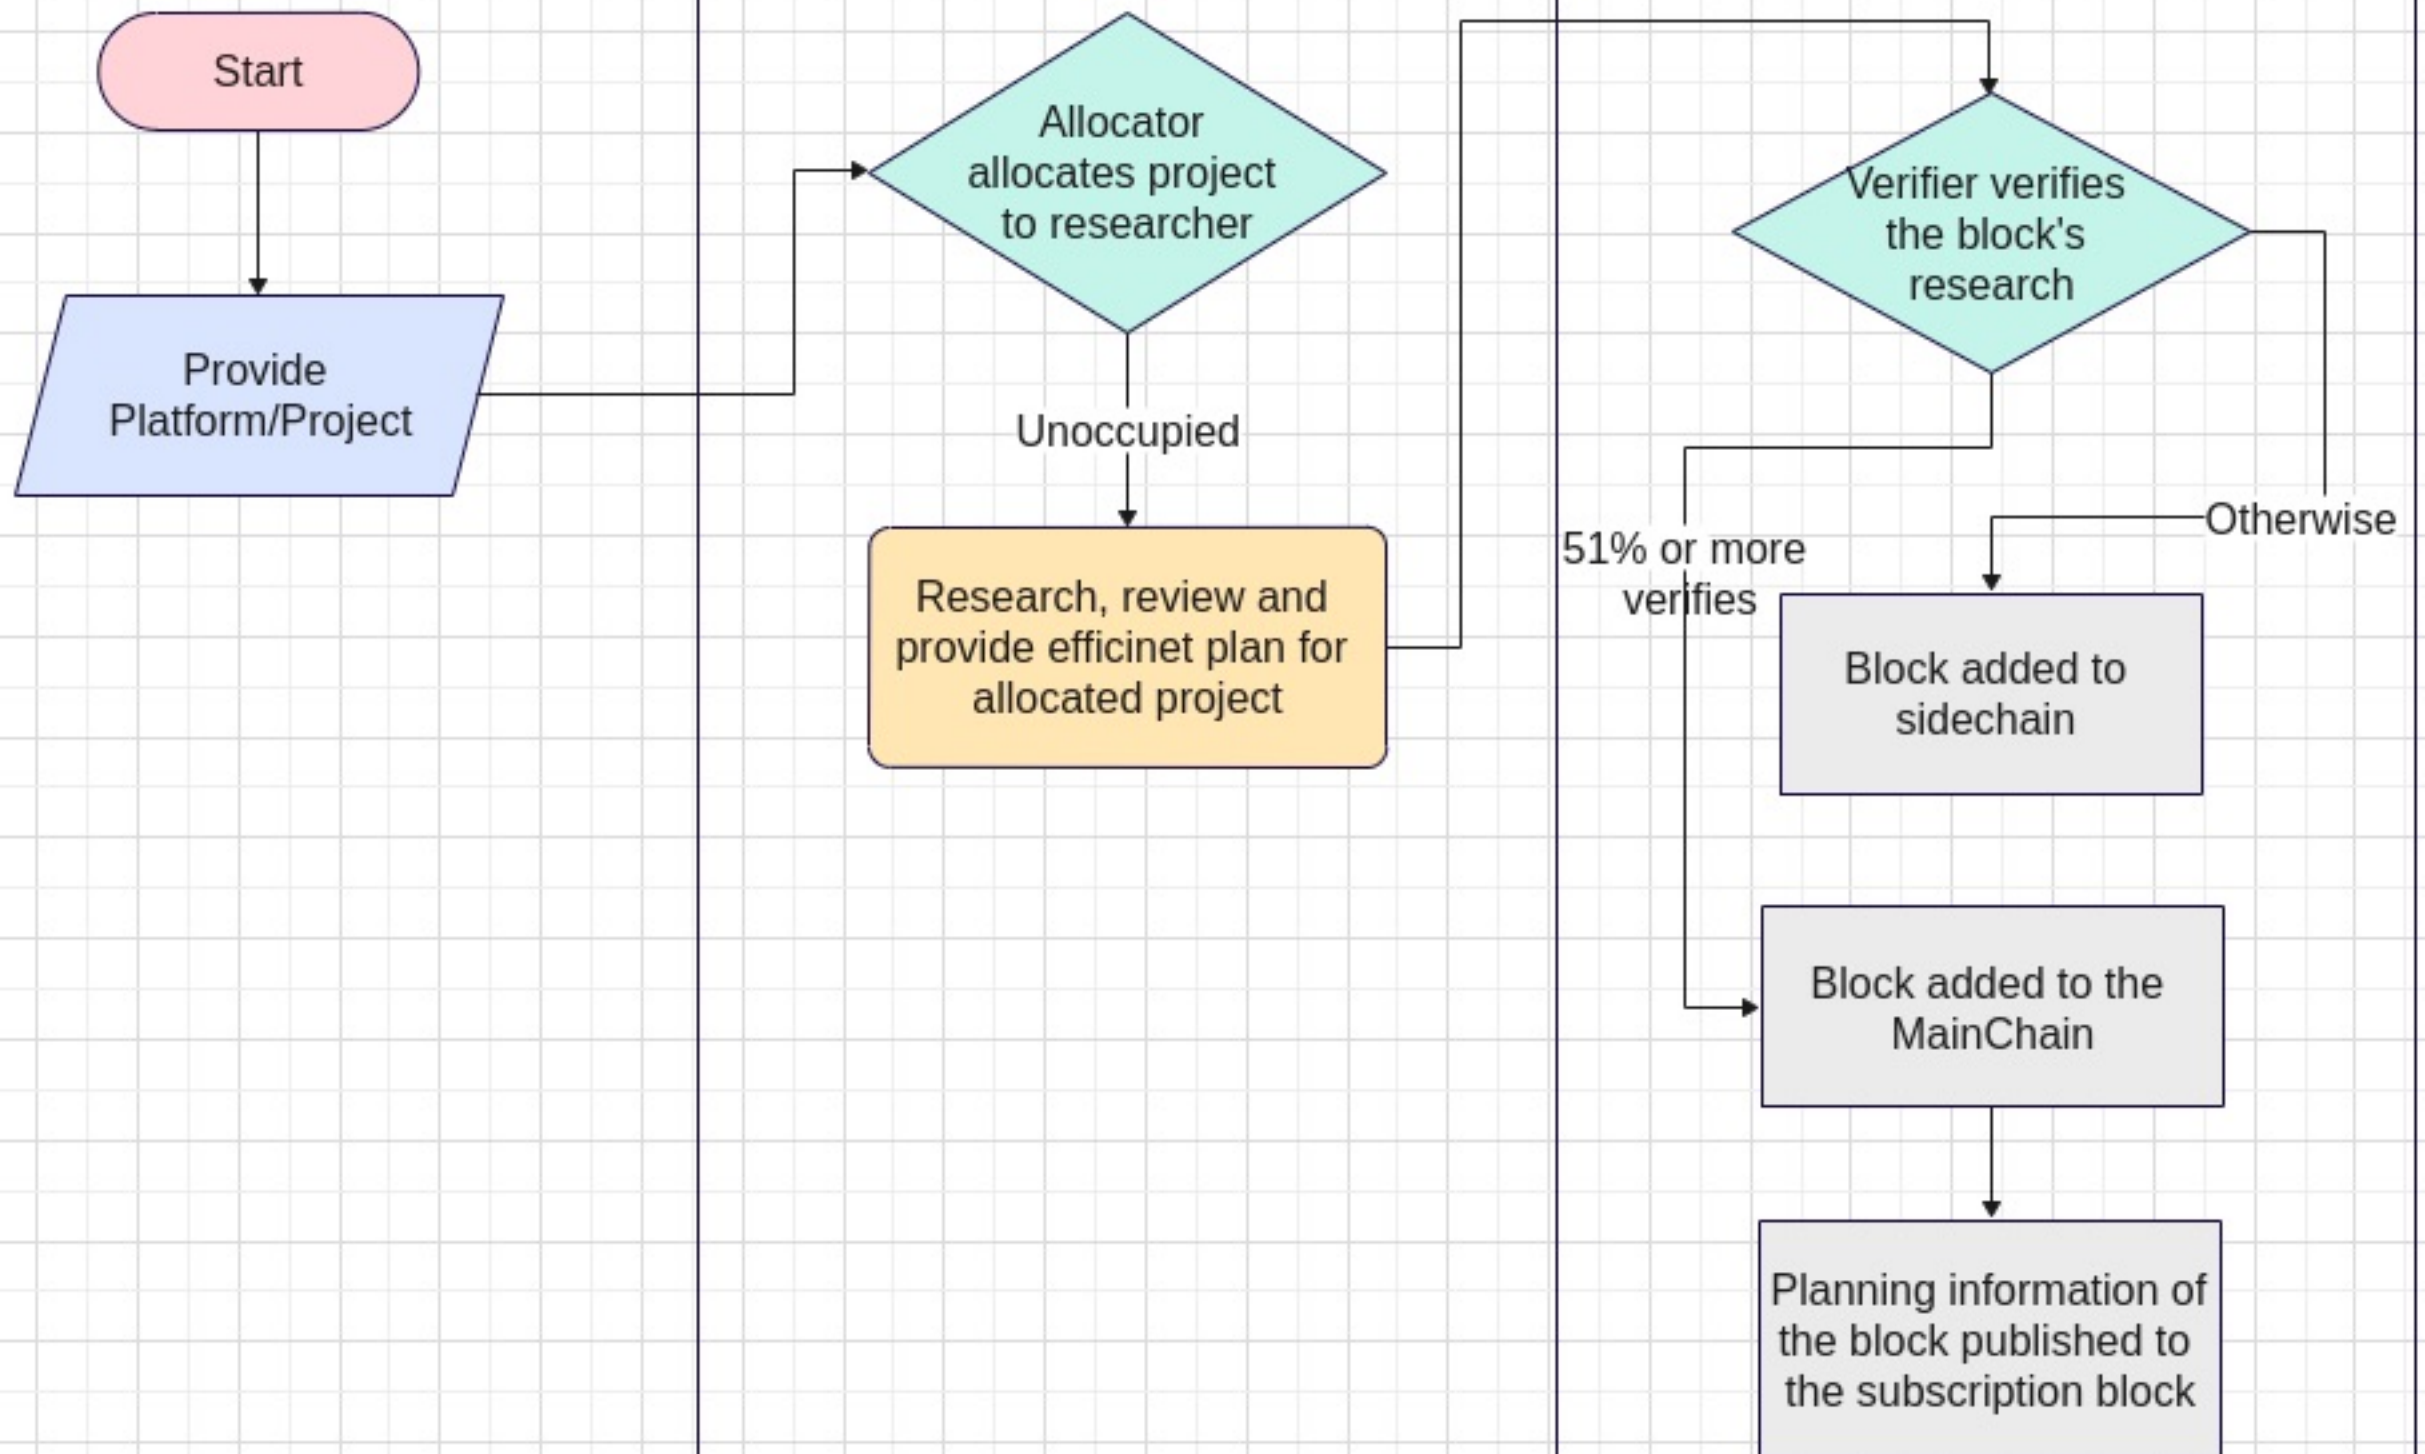 Start
Provide
Platform/Project
Allocator
allocates project
to researcher
Unoccupied
Research, review and
provide efficinet plan for
allocated project
Verifier verifies
the block's
research
51% or more
verifies
Otherwise
Block added to
sidechain
Block added to the
MainChain
Planning information of
the block published to
the subscription block